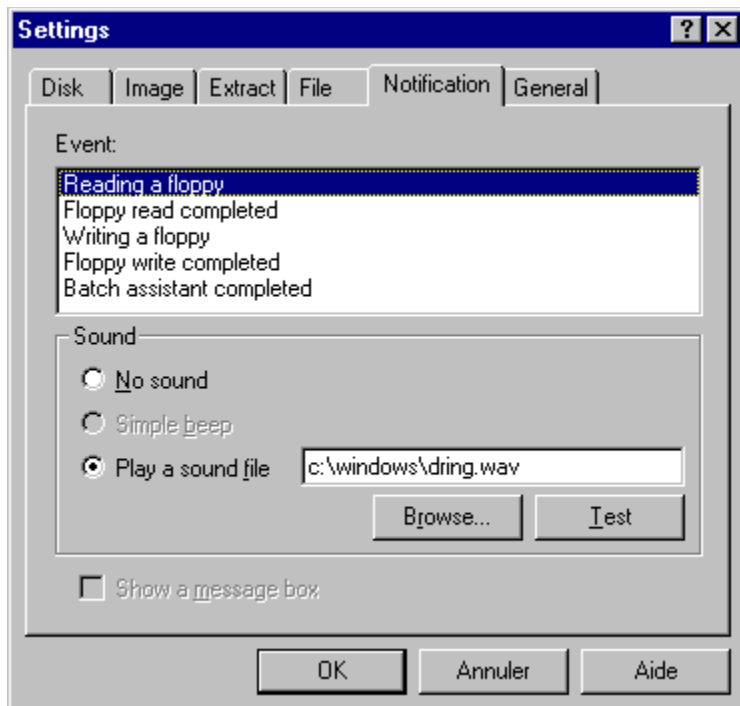 Settings
Disk Image Extract File Notification General
Event:
Reading a floppy
Floppy read completed
Writing a floppy
Floppy write completed
Batch assistant completed
Sound
No sound
Simple beep
Play a sound file c:\windows\dring.wav
Browse... Test
Show a message box
OK Annuler Aide